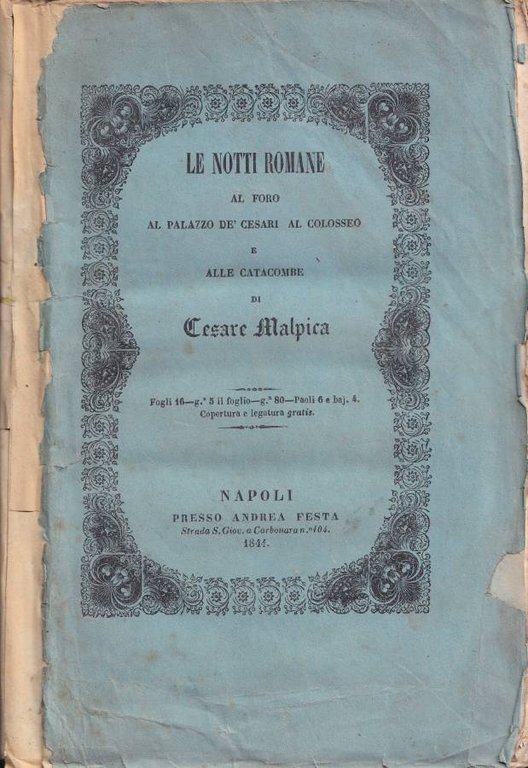 LE NOTTI ROMANE
AL FORO
AL PALAZZO DE' CESARI AL COLOSSEO
E
ALLE CATACOMBE
DI
Cesare Malpica
Fogli 16—g.ª 5 il foglio—g.ª 80—Paoli 6 e baj. 4.
Copertura e legatura gratis.
NAPOLI
PRESSO ANDREA FESTA
Strada S. Giov. a Carbonara n.º 104.
1844.